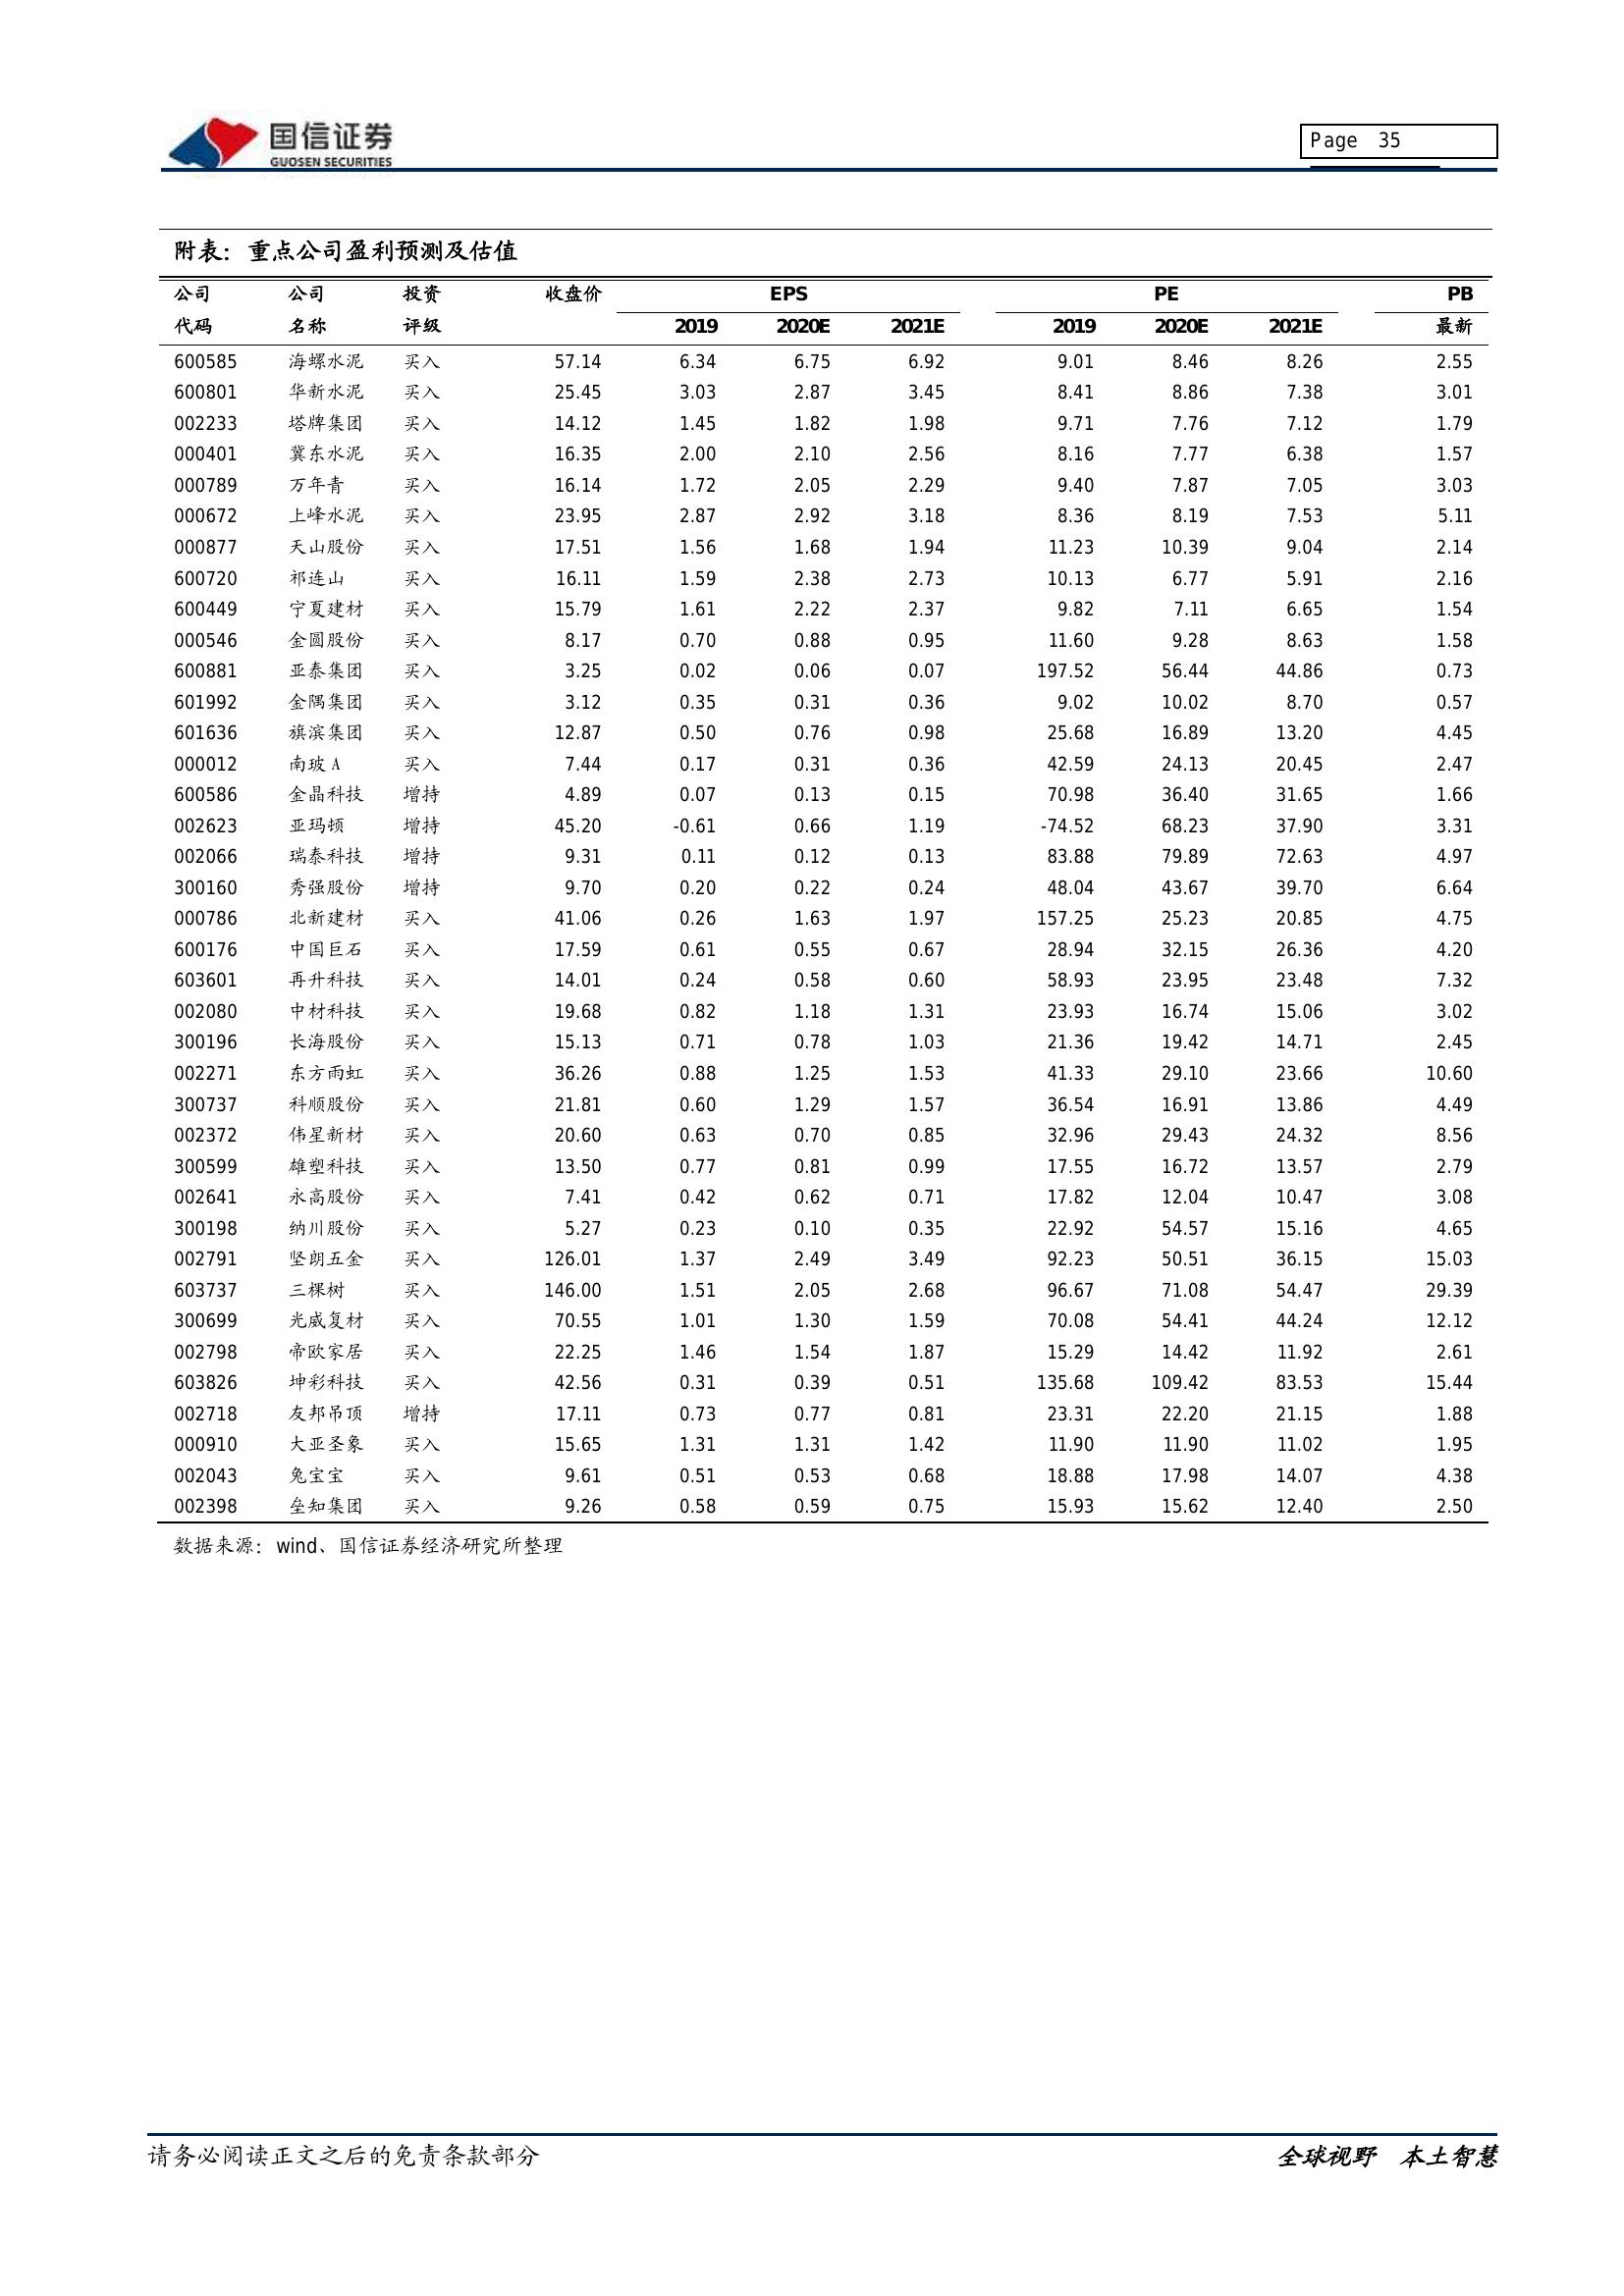 国信证券
GUOSEN SECURITIES
Page 35
附表：重点公司盈利预测及估值
公司 公司 投资 收盘价 EPS PE PB
代码 名称 评级 2019 2020E 2021E 2019 2020E 2021E 最新
600585 海螺水泥 买入 57.14 6.34 6.75 6.92 9.01 8.46 8.26 2.55
600801 华新水泥 买入 25.45 3.03 2.87 3.45 8.41 8.86 7.38 3.01
002233 塔牌集团 买入 14.12 1.45 1.82 1.98 9.71 7.76 7.12 1.79
000401 冀东水泥 买入 16.35 2.00 2.10 2.56 8.16 7.77 6.38 1.57
000789 万年青 买入 16.14 1.72 2.05 2.29 9.40 7.87 7.05 3.03
000672 上峰水泥 买入 23.95 2.87 2.92 3.18 8.36 8.19 7.53 5.11
000877 天山股份 买入 17.51 1.56 1.68 1.94 11.23 10.39 9.04 2.14
600720 祁连山 买入 16.11 1.59 2.38 2.73 10.13 6.77 5.91 2.16
600449 宁夏建材 买入 15.79 1.61 2.22 2.37 9.82 7.11 6.65 1.54
000546 金圆股份 买入 8.17 0.70 0.88 0.95 11.60 9.28 8.63 1.58
600881 亚泰集团 买入 3.25 0.02 0.06 0.07 197.52 56.44 44.86 0.73
601992 金隅集团 买入 3.12 0.35 0.31 0.36 9.02 10.02 8.70 0.57
601636 旗滨集团 买入 12.87 0.50 0.76 0.98 25.68 16.89 13.20 4.45
000012 南玻A 买入 7.44 0.17 0.31 0.36 42.59 24.13 20.45 2.47
600586 金晶科技 增持 4.89 0.07 0.13 0.15 70.98 36.40 31.65 1.66
002623 亚玛顿 增持 45.20 -0.61 0.66 1.19 -74.52 68.23 37.90 3.31
002066 瑞泰科技 增持 9.31 0.11 0.12 0.13 83.88 79.89 72.63 4.97
300160 秀强股份 增持 9.70 0.20 0.22 0.24 48.04 43.67 39.70 6.64
000786 北新建材 买入 41.06 0.26 1.63 1.97 157.25 25.23 20.85 4.75
600176 中国巨石 买入 17.59 0.61 0.55 0.67 28.94 32.15 26.36 4.20
603601 再升科技 买入 14.01 0.24 0.58 0.60 58.93 23.95 23.48 7.32
002080 中材科技 买入 19.68 0.82 1.18 1.31 23.93 16.74 15.06 3.02
300196 长海股份 买入 15.13 0.71 0.78 1.03 21.36 19.42 14.71 2.45
002271 东方雨虹 买入 36.26 0.88 1.25 1.53 41.33 29.10 23.66 10.60
300737 科顺股份 买入 21.81 0.60 1.29 1.57 36.54 16.91 13.86 4.49
002372 伟星新材 买入 20.60 0.63 0.70 0.85 32.96 29.43 24.32 8.56
300599 雄塑科技 买入 13.50 0.77 0.81 0.99 17.55 16.72 13.57 2.79
002641 永高股份 买入 7.41 0.42 0.62 0.71 17.82 12.04 10.47 3.08
300198 纳川股份 买入 5.27 0.23 0.10 0.35 22.92 54.57 15.16 4.65
002791 坚朗五金 买入 126.01 1.37 2.49 3.49 92.23 50.51 36.15 15.03
603737 三棵树 买入 146.00 1.51 2.05 2.68 96.67 71.08 54.47 29.39
300699 光威复材 买入 70.55 1.01 1.30 1.59 70.08 54.41 44.24 12.12
002798 帝欧家居 买入 22.25 1.46 1.54 1.87 15.29 14.42 11.92 2.61
603826 坤彩科技 买入 42.56 0.31 0.39 0.51 135.68 109.42 83.53 15.44
002718 友邦吊顶 增持 17.11 0.73 0.77 0.81 23.31 22.20 21.15 1.88
000910 大亚圣象 买入 15.65 1.31 1.31 1.42 11.90 11.90 11.02 1.95
002043 兔宝宝 买入 9.61 0.51 0.53 0.68 18.88 17.98 14.07 4.38
002398 垒知集团 买入 9.26 0.58 0.59 0.75 15.93 15.62 12.40 2.50
数据来源：wind、国信证券经济研究所整理
请务必阅读正文之后的免责条款部分 全球视野 本土智慧